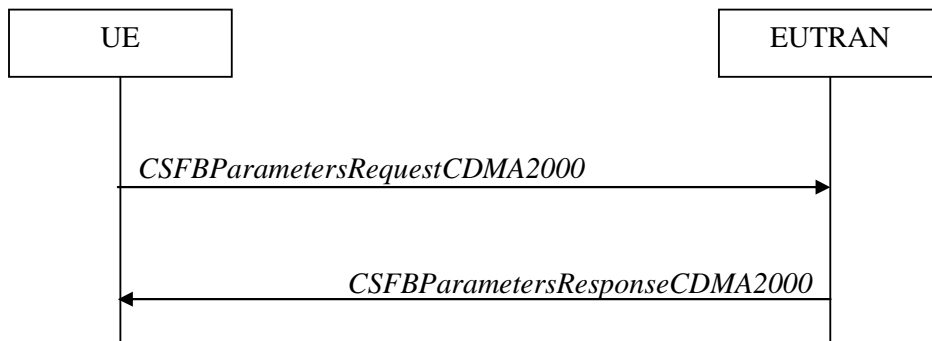 UE
EUTRAN
CSFBParametersRequestCDMA2000
CSFBParametersResponseCDMA2000